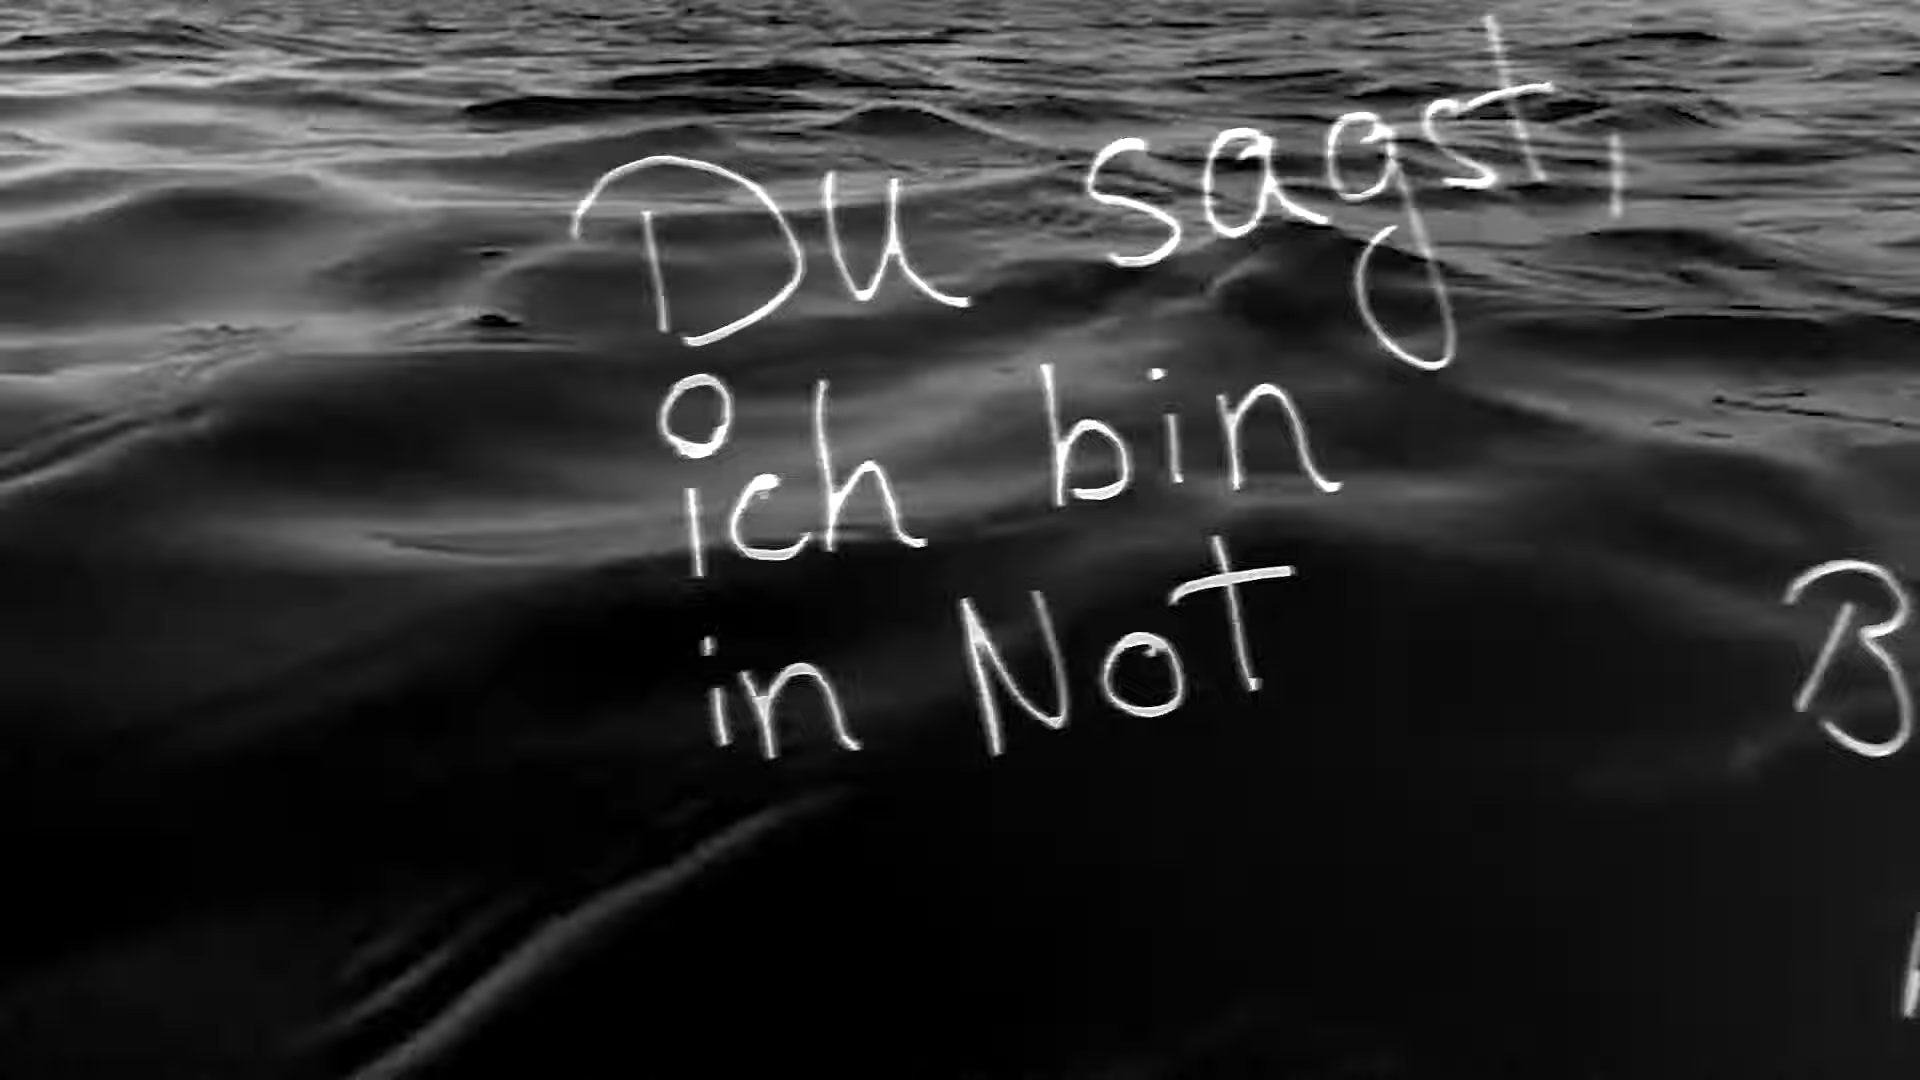 Du sagst,
ich bin
in Not
B